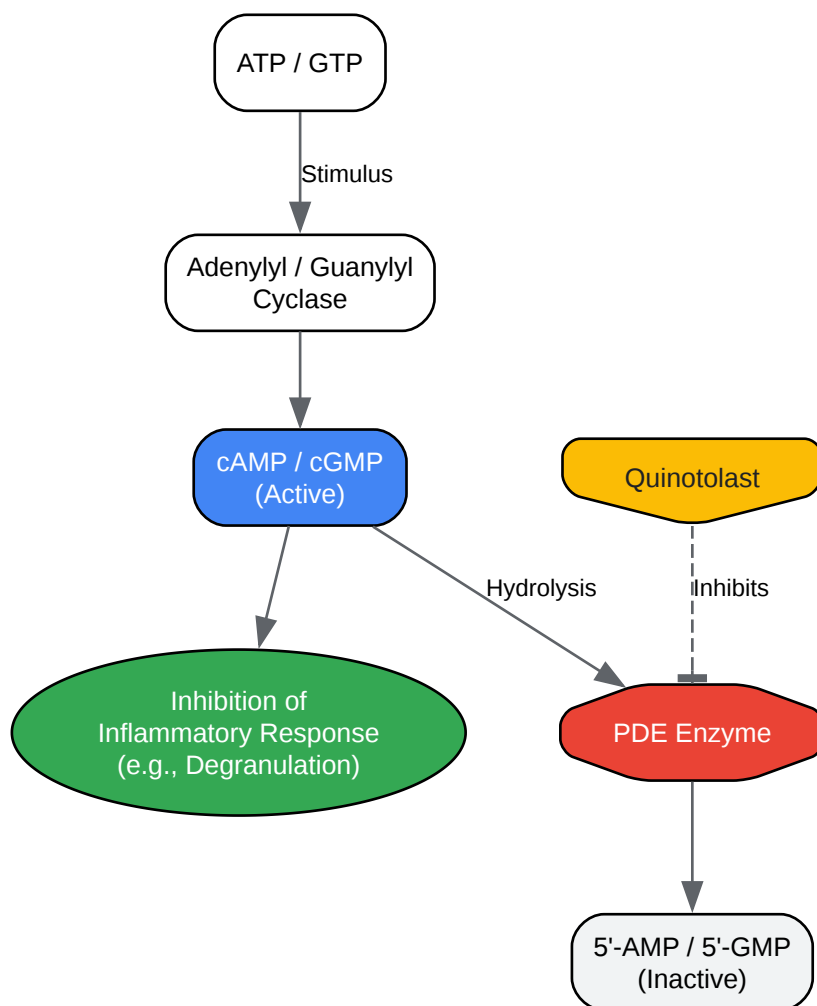 ATP / GTP
Stimulus
Adenylyl / Guanylyl
Cyclase
cAMP / cGMP
(Active)
Quinotolast
Hydrolysis
Inhibits
Inhibition of
Inflammatory Response
(e.g., Degranulation)
PDE Enzyme
5'-AMP / 5'-GMP
(Inactive)